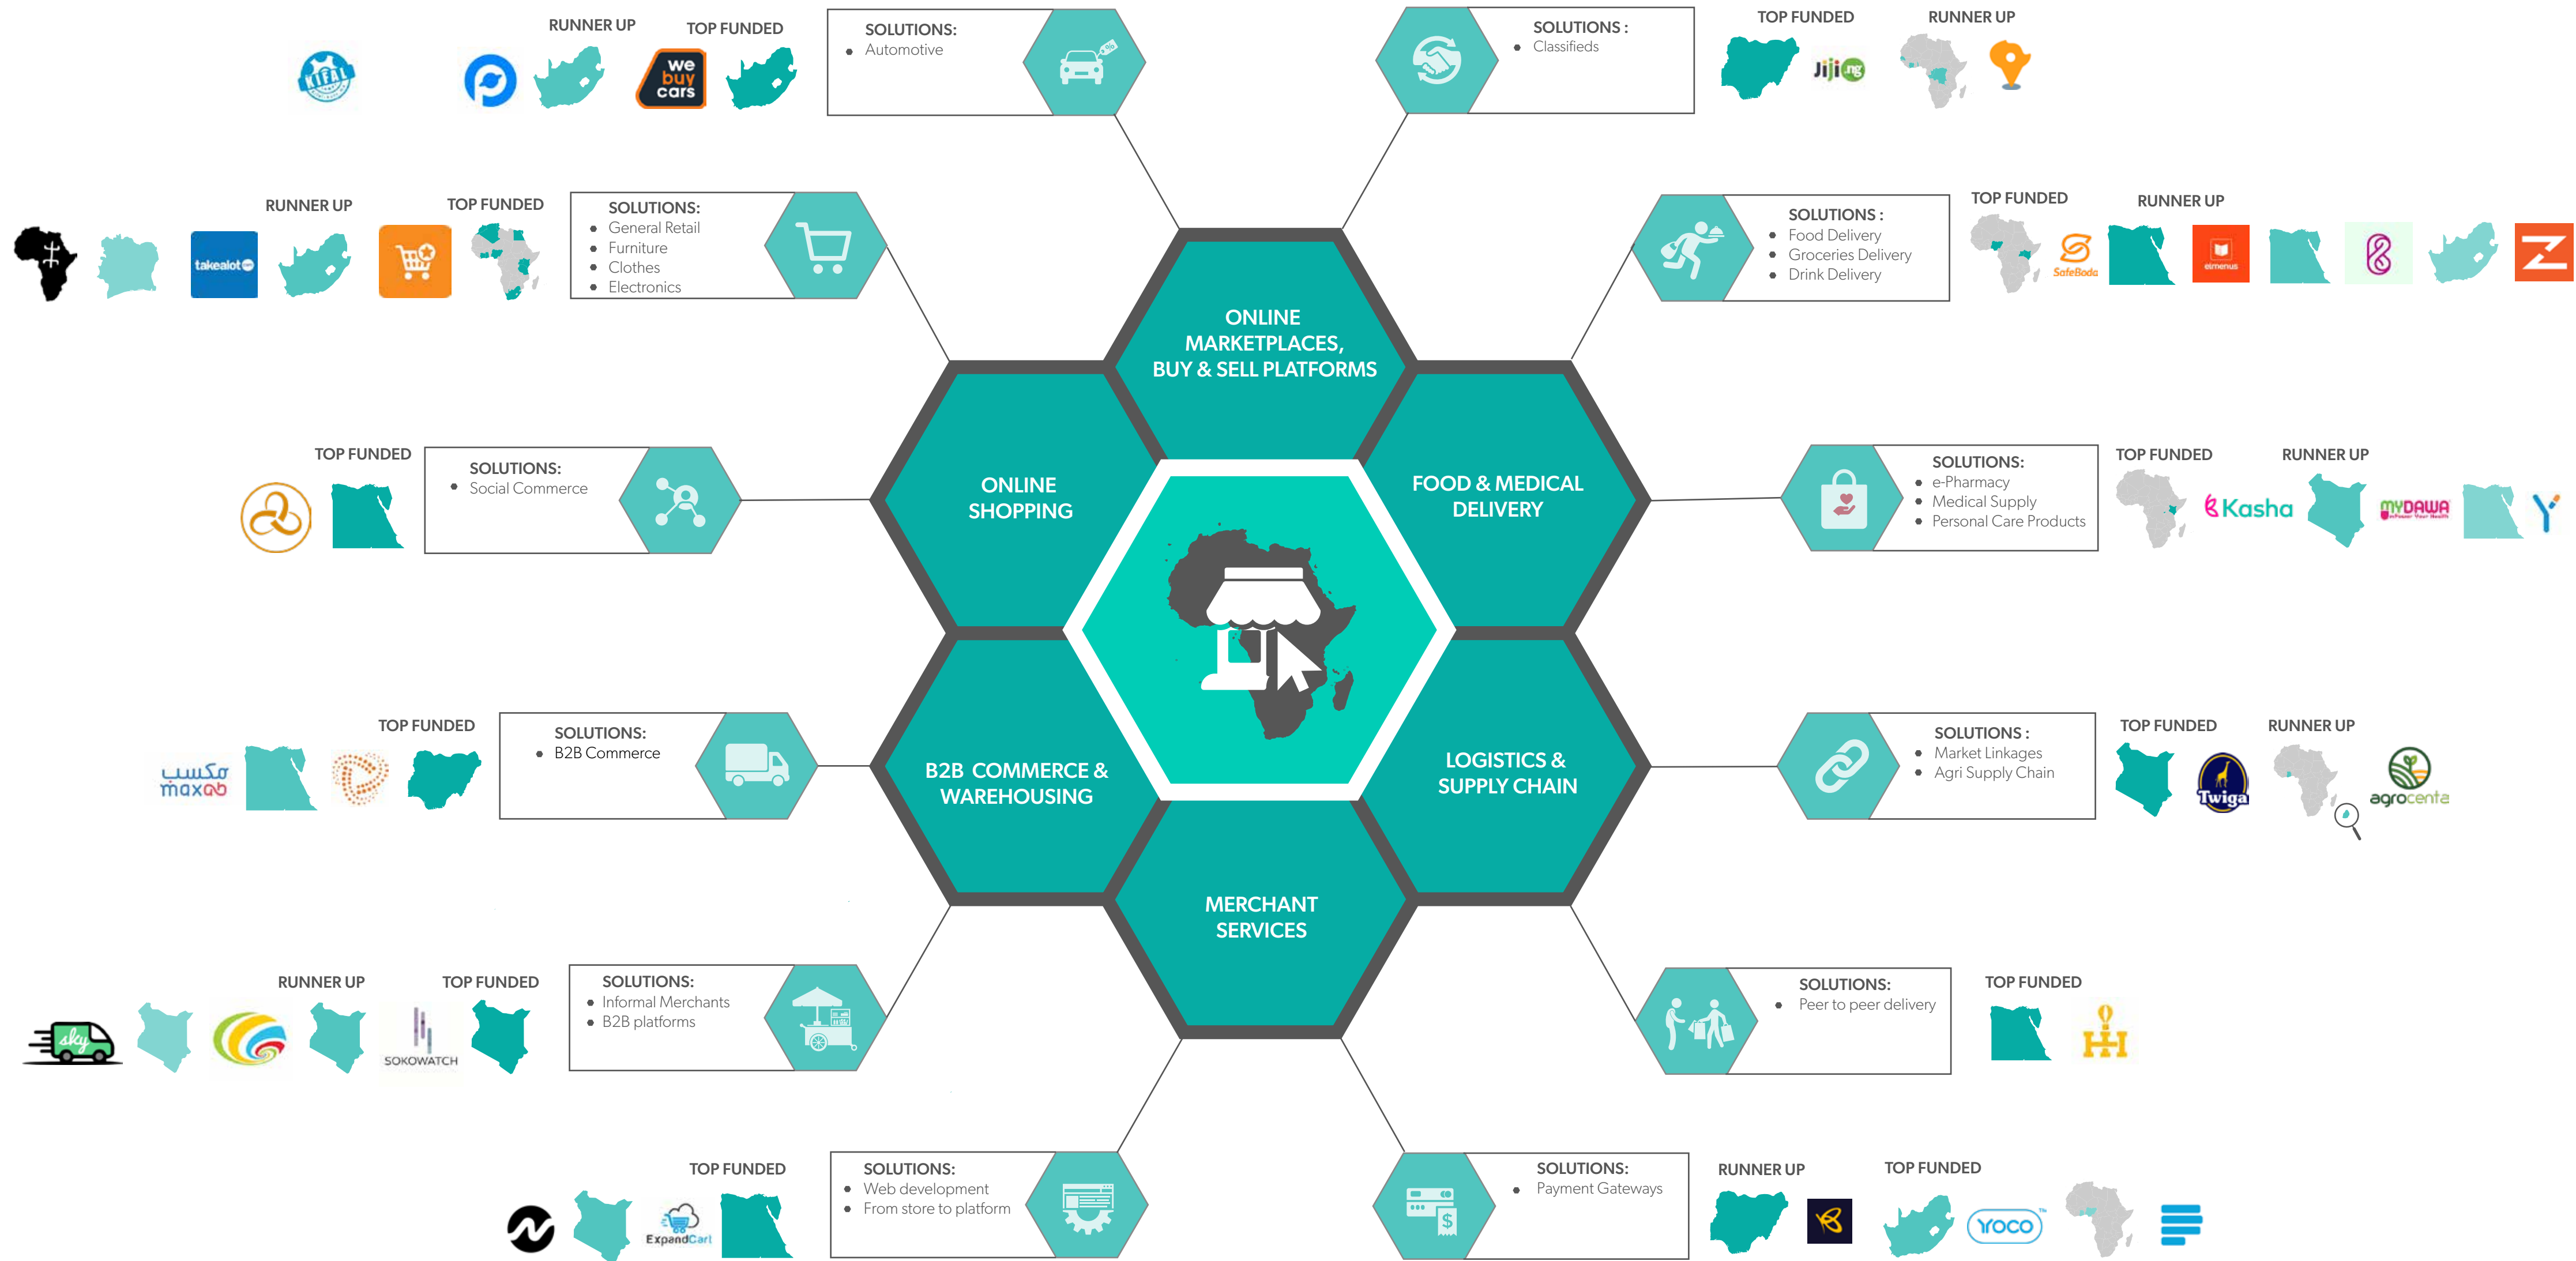 RUNNER UP
TOP FUNDED
KIFAL
we
buy
cars
SOLUTIONS:
Automotive
SOLUTIONS :
Classifieds
TOP FUNDED
RUNNER UP
Jiji.ng
RUNNER UP
TOP FUNDED
takealot
SOLUTIONS:
General Retail
Furniture
Clothes
Electronics
SOLUTIONS :
Food Delivery
Groceries Delivery
Drink Delivery
TOP FUNDED
RUNNER UP
SafeBoda
elmenus
ONLINE
MARKETPLACES,
BUY & SELL PLATFORMS
TOP FUNDED
SOLUTIONS:
Social Commerce
ONLINE
SHOPPING
FOOD & MEDICAL
DELIVERY
SOLUTIONS:
e-Pharmacy
Medical Supply
Personal Care Products
TOP FUNDED
RUNNER UP
Kasha
MYDAWA
emPower Your Health
TOP FUNDED
مكسب
maxab
SOLUTIONS:
B2B Commerce
B2B COMMERCE &
WAREHOUSING
LOGISTICS &
SUPPLY CHAIN
SOLUTIONS :
Market Linkages
Agri Supply Chain
TOP FUNDED
RUNNER UP
Twiga
agrocenta
RUNNER UP
TOP FUNDED
sky
SOKOWATCH
SOLUTIONS:
Informal Merchants
B2B platforms
MERCHANT
SERVICES
SOLUTIONS:
Peer to peer delivery
TOP FUNDED
TOP FUNDED
ExpandCart
SOLUTIONS:
Web development
From store to platform
SOLUTIONS:
Payment Gateways
RUNNER UP
TOP FUNDED
YOCO™